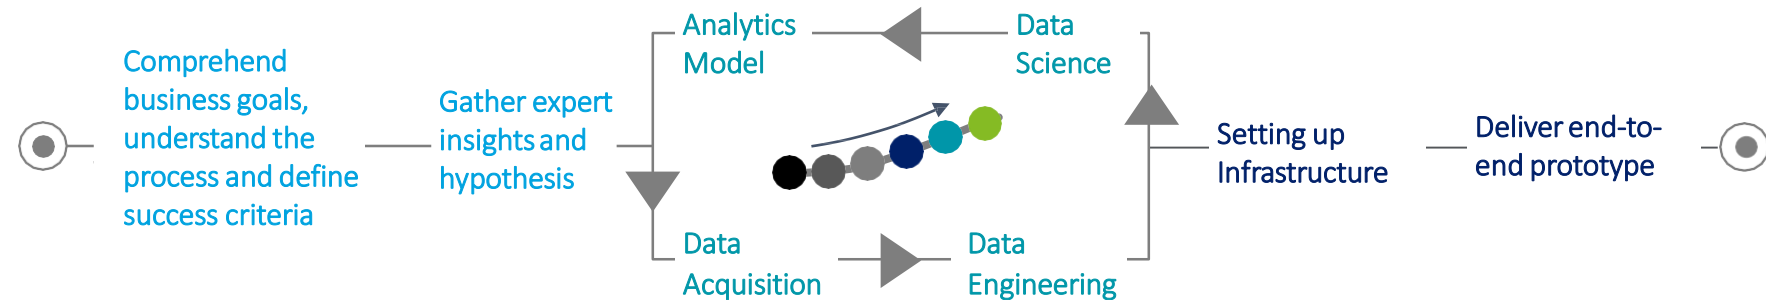 Comprehend
business goals,
understand the
process and define
success criteria
Gather expert
insights and
hypothesis
Analytics
Model
Data
Science
Data
Acquisition
Data
Engineering
Setting up
Infrastructure
Deliver end-to-
end prototype